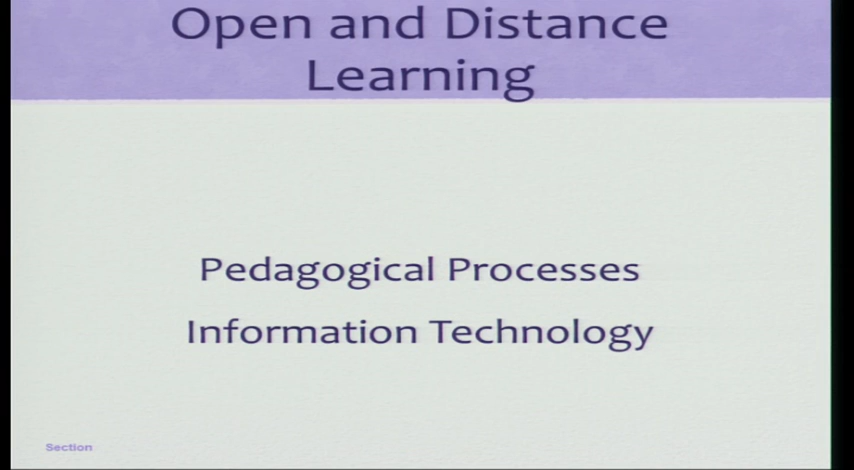 Open and Distance
Learning
Pedagogical Processes
Information Technology
Section